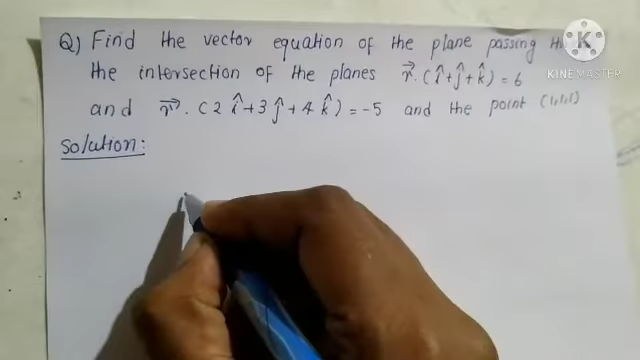 Q) Find the vector equation of the plane passing
the intersection of the planes r⃗.(î+ĵ+k̂)=6
and r⃗.(2î+3ĵ+4k̂)=-5 and the point (1,1,1)
Solution:
KINEMASTER